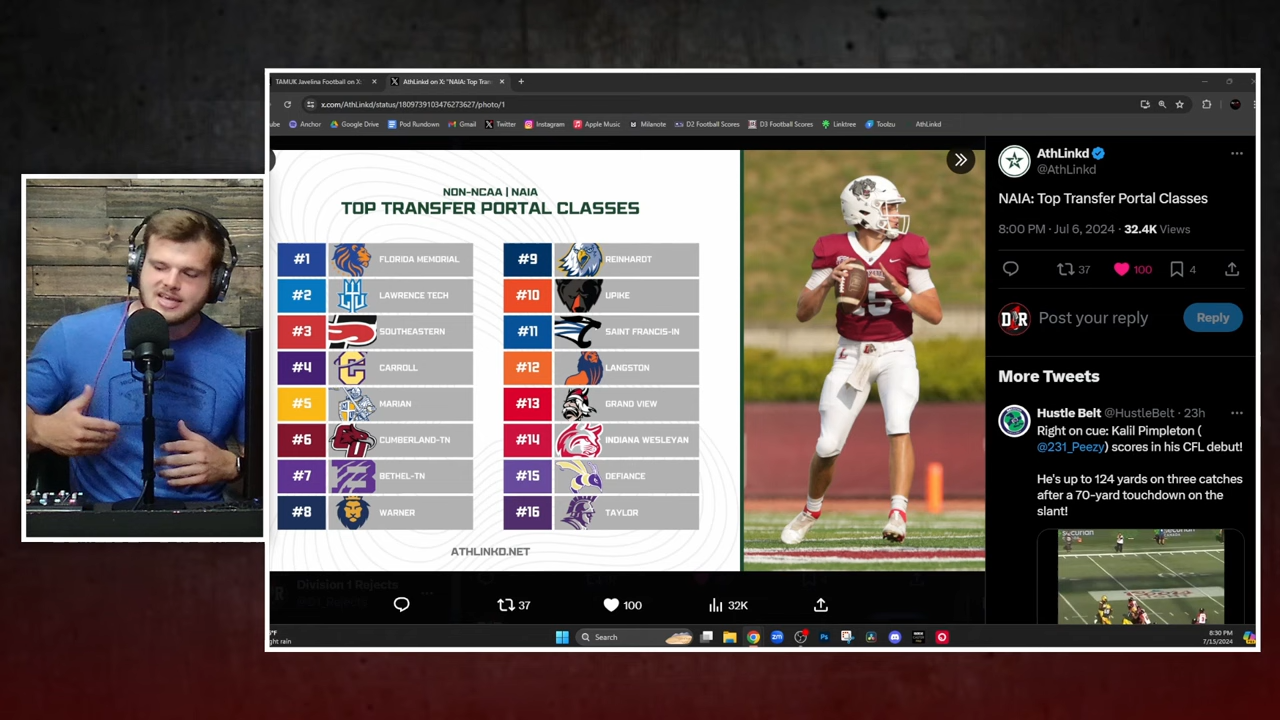 TAMUK Javelina Football on X:
AthLinkd on X: "NAIA: Top Tran
x.com/AthLinkd/status/1809739103476273627/photo/1
Anchor
Google Drive
Pod Rundown
Gmail
Twitter
Instagram
Apple Music
Milanote
D2 Football Scores
D3 Football Scores
Linktree
Toolzu
AthLinkd
NON-NCAA | NAIA
TOP TRANSFER PORTAL CLASSES
#1 FLORIDA MEMORIAL
#2 LAWRENCE TECH
#3 SOUTHEASTERN
#4 CARROLL
#5 MARIAN
#6 CUMBERLAND-TN
#7 BETHEL-TN
#8 WARNER
#9 REINHARDT
#10 UPIKE
#11 SAINT FRANCIS-IN
#12 LANGSTON
#13 GRAND VIEW
#14 INDIANA WESLEYAN
#15 DEFIANCE
#16 TAYLOR
ATHLINKD.NET
Division 1 Rejects
37
100
32K
AthLinkd
@AthLinkd
NAIA: Top Transfer Portal Classes
8:00 PM · Jul 6, 2024 · 32.4K Views
37
100
4
Post your reply
Reply
More Tweets
Hustle Belt @HustleBelt · 23h
Right on cue: Kalil Pimpleton (
@231_Peezy) scores in his CFL debut!
He's up to 124 yards on three catches
after a 70-yard touchdown on the
slant!
Search
8:30 PM
7/15/2024